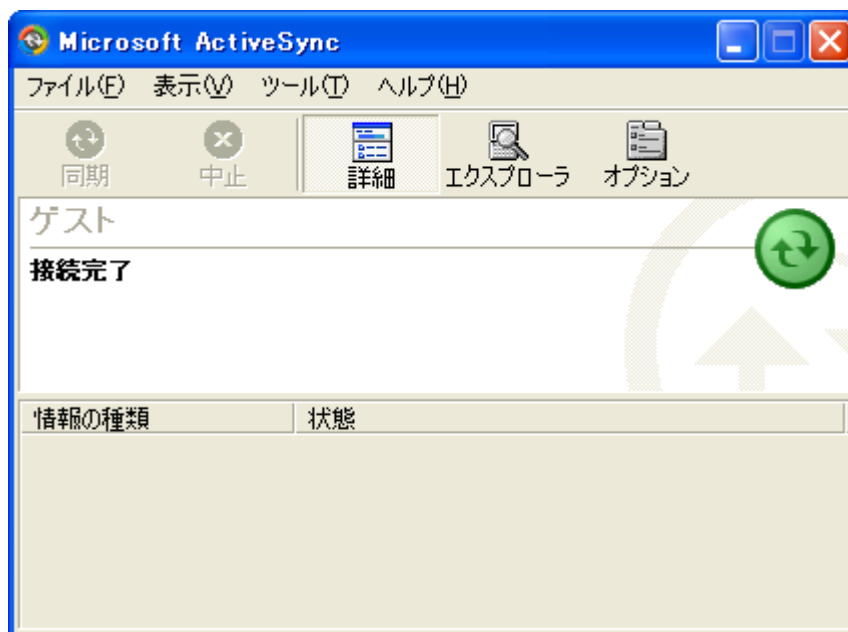 Microsoft ActiveSync
ファイル(F) 表示(V) ツール(T) ヘルプ(H)
同期 中止 詳細 エクスプローラ オプション
ゲスト
接続完了
情報の種類 状態